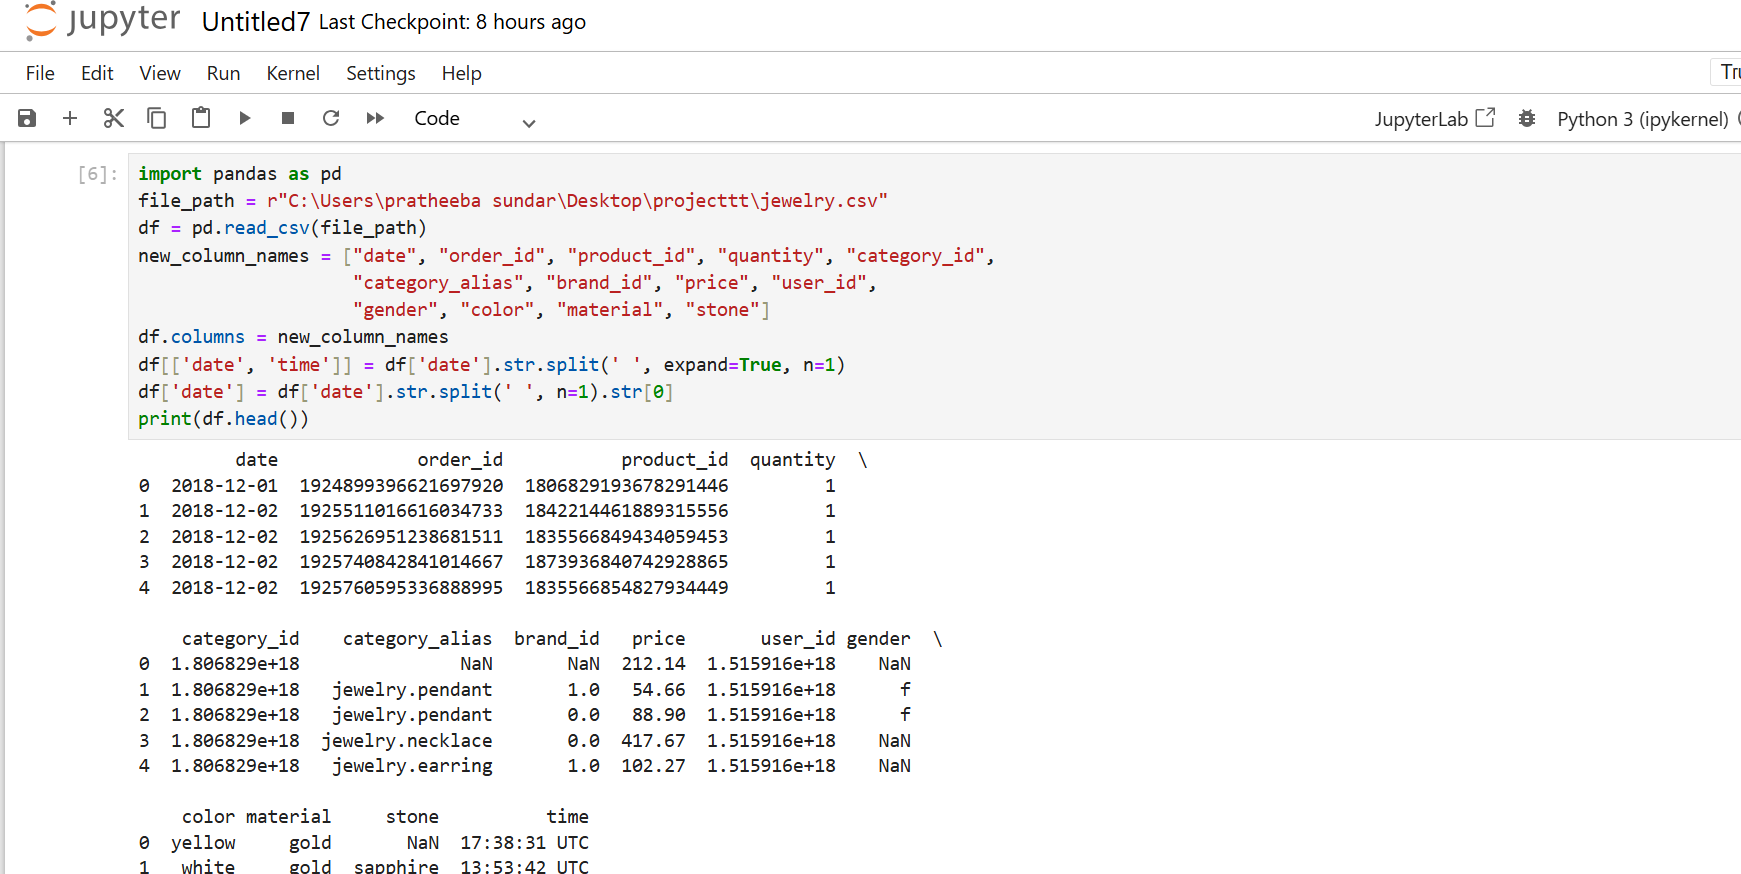 jupyter Untitled7 Last Checkpoint: 8 hours ago
File Edit View Run Kernel Settings Help
Code JupyterLab Python 3 (ipykernel)
[6]: import pandas as pd
file_path = r"C:\Users\pratheeba sundar\Desktop\projecttt\jewelry.csv"
df = pd.read_csv(file_path)
new_column_names = ["date", "order_id", "product_id", "quantity", "category_id",
"category_alias", "brand_id", "price", "user_id",
"gender", "color", "material", "stone"]
df.columns = new_column_names
df[['date', 'time']] = df['date'].str.split(' ', expand=True, n=1)
df['date'] = df['date'].str.split(' ', n=1).str[0]
print(df.head())
date order_id product_id quantity \
0 2018-12-01 1924899396621697920 1806829193678291446 1
1 2018-12-02 1925511016616034733 1842214461889315556 1
2 2018-12-02 1925626951238681511 1835566849434059453 1
3 2018-12-02 1925740842841014667 1873936840742928865 1
4 2018-12-02 1925760595336888995 1835566854827934449 1
category_id category_alias brand_id price user_id gender \
0 1.806829e+18 NaN NaN 212.14 1.515916e+18 NaN
1 1.806829e+18 jewelry.pendant 1.0 54.66 1.515916e+18 f
2 1.806829e+18 jewelry.pendant 0.0 88.90 1.515916e+18 f
3 1.806829e+18 jewelry.necklace 0.0 417.67 1.515916e+18 NaN
4 1.806829e+18 jewelry.earring 1.0 102.27 1.515916e+18 NaN
color material stone time
0 yellow gold NaN 17:38:31 UTC
1 white gold sapphire 13:53:42 UTC